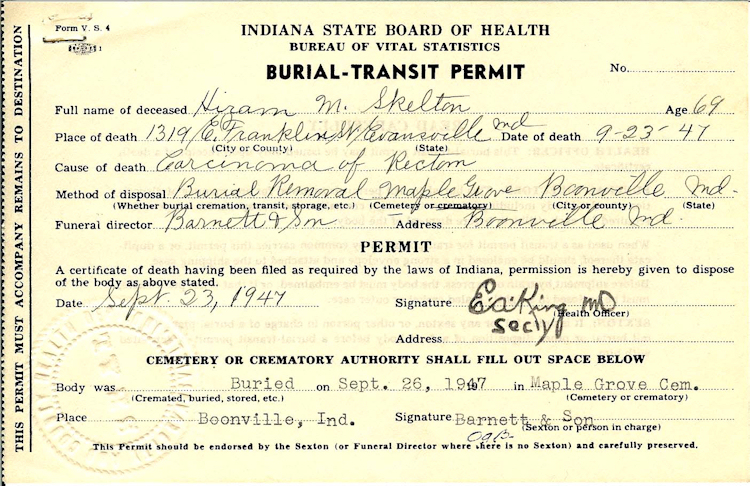 Form V. S. 4
INDIANA STATE BOARD OF HEALTH
BUREAU OF VITAL STATISTICS
BURIAL-TRANSIT PERMIT
No.
Full name of deceased Hiram M. Skelton Age 69
Place of death 1319 E. Franklin St. Evansville Ind Date of death 9-23-47
(City or County) (State)
Cause of death Carcinoma of Rectom
Method of disposal Burial Removal Maple Grove Boonville Ind.
(Whether burial cremation, transit, storage, etc.) (Cemetery or crematory) (City or county) (State)
Funeral director Barnett & Son Address Boonville Ind.
PERMIT
A certificate of death having been filed as required by the laws of Indiana, permission is hereby given to dispose
of the body as above stated.
Date Sept. 23, 1947 Signature E.a. King MD
(Health Officer)
Secty
Address
CEMETERY OR CREMATORY AUTHORITY SHALL FILL OUT SPACE BELOW
Body was Buried on Sept. 26, 1947 in Maple Grove Cem.
(Cremated, buried, stored, etc.) (Cemetery or crematory)
Place Boonville, Ind. Signature Barnett & Son
(Sexton or person in charge)
This Permit should be endorsed by the Sexton (or Funeral Director where there is no Sexton) and carefully preserved.
THIS PERMIT MUST ACCOMPANY REMAINS TO DESTINATION